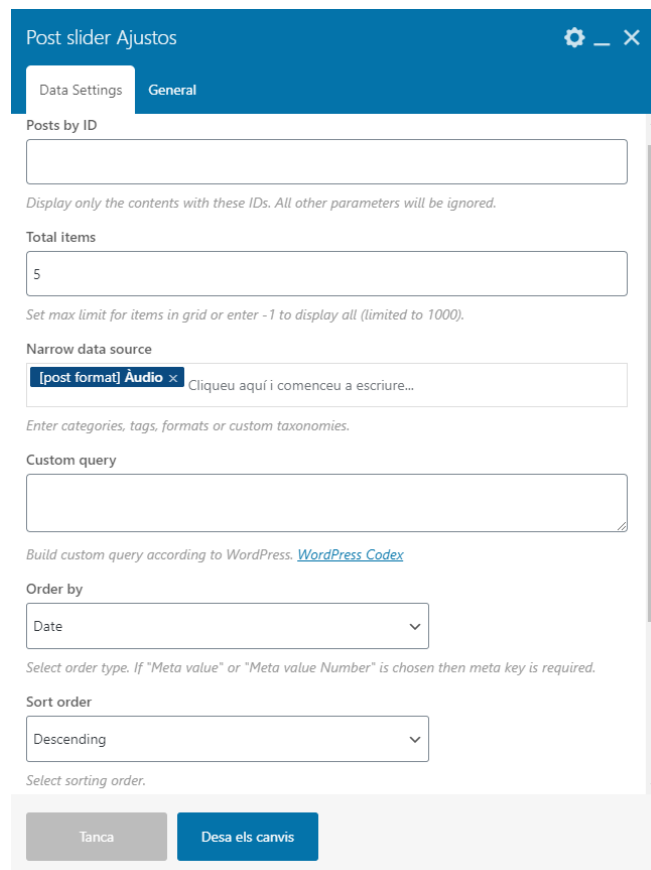 Post slider Ajustos
Data Settings
General
Posts by ID
Display only the contents with these IDs. All other parameters will be ignored.
Total items
5
Set max limit for items in grid or enter -1 to display all (limited to 1000).
Narrow data source
[post format] Àudio × Cliqueu aquí i comenceu a escriure...
Enter categories, tags, formats or custom taxonomies.
Custom query
Build custom query according to WordPress. WordPress Codex
Order by
Date
Select order type. If "Meta value" or "Meta value Number" is chosen then meta key is required.
Sort order
Descending
Select sorting order.
Tanca
Desa els canvis